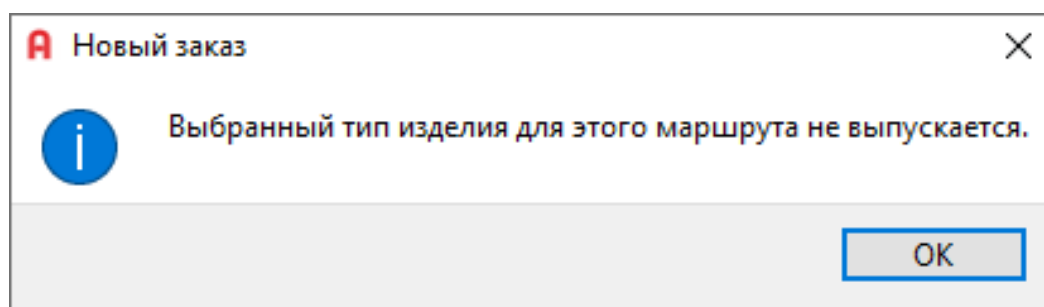 Новый заказ
Выбранный тип изделия для этого маршрута не выпускается.
OK